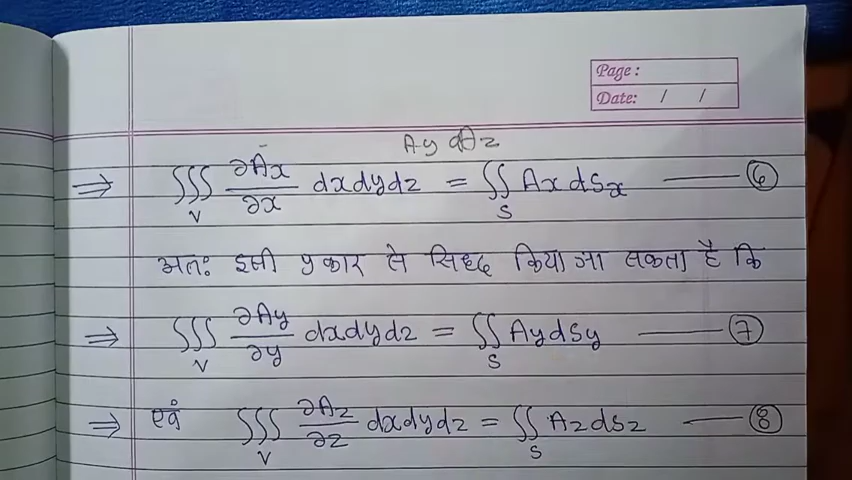 Page :
Date: / /
Ay dAz
⇒ ∭_V ∂Ax/∂x dxdydz = ∬_S Ax dSx —— ⑥
अतः इसी प्रकार से सिध्द किया जा सकता है कि
⇒ ∭_V ∂Ay/∂y dxdydz = ∬_S Ay dSy —— ⑦
⇒ एवं ∭_V ∂Az/∂z dxdydz = ∬_S Az dSz —— ⑧